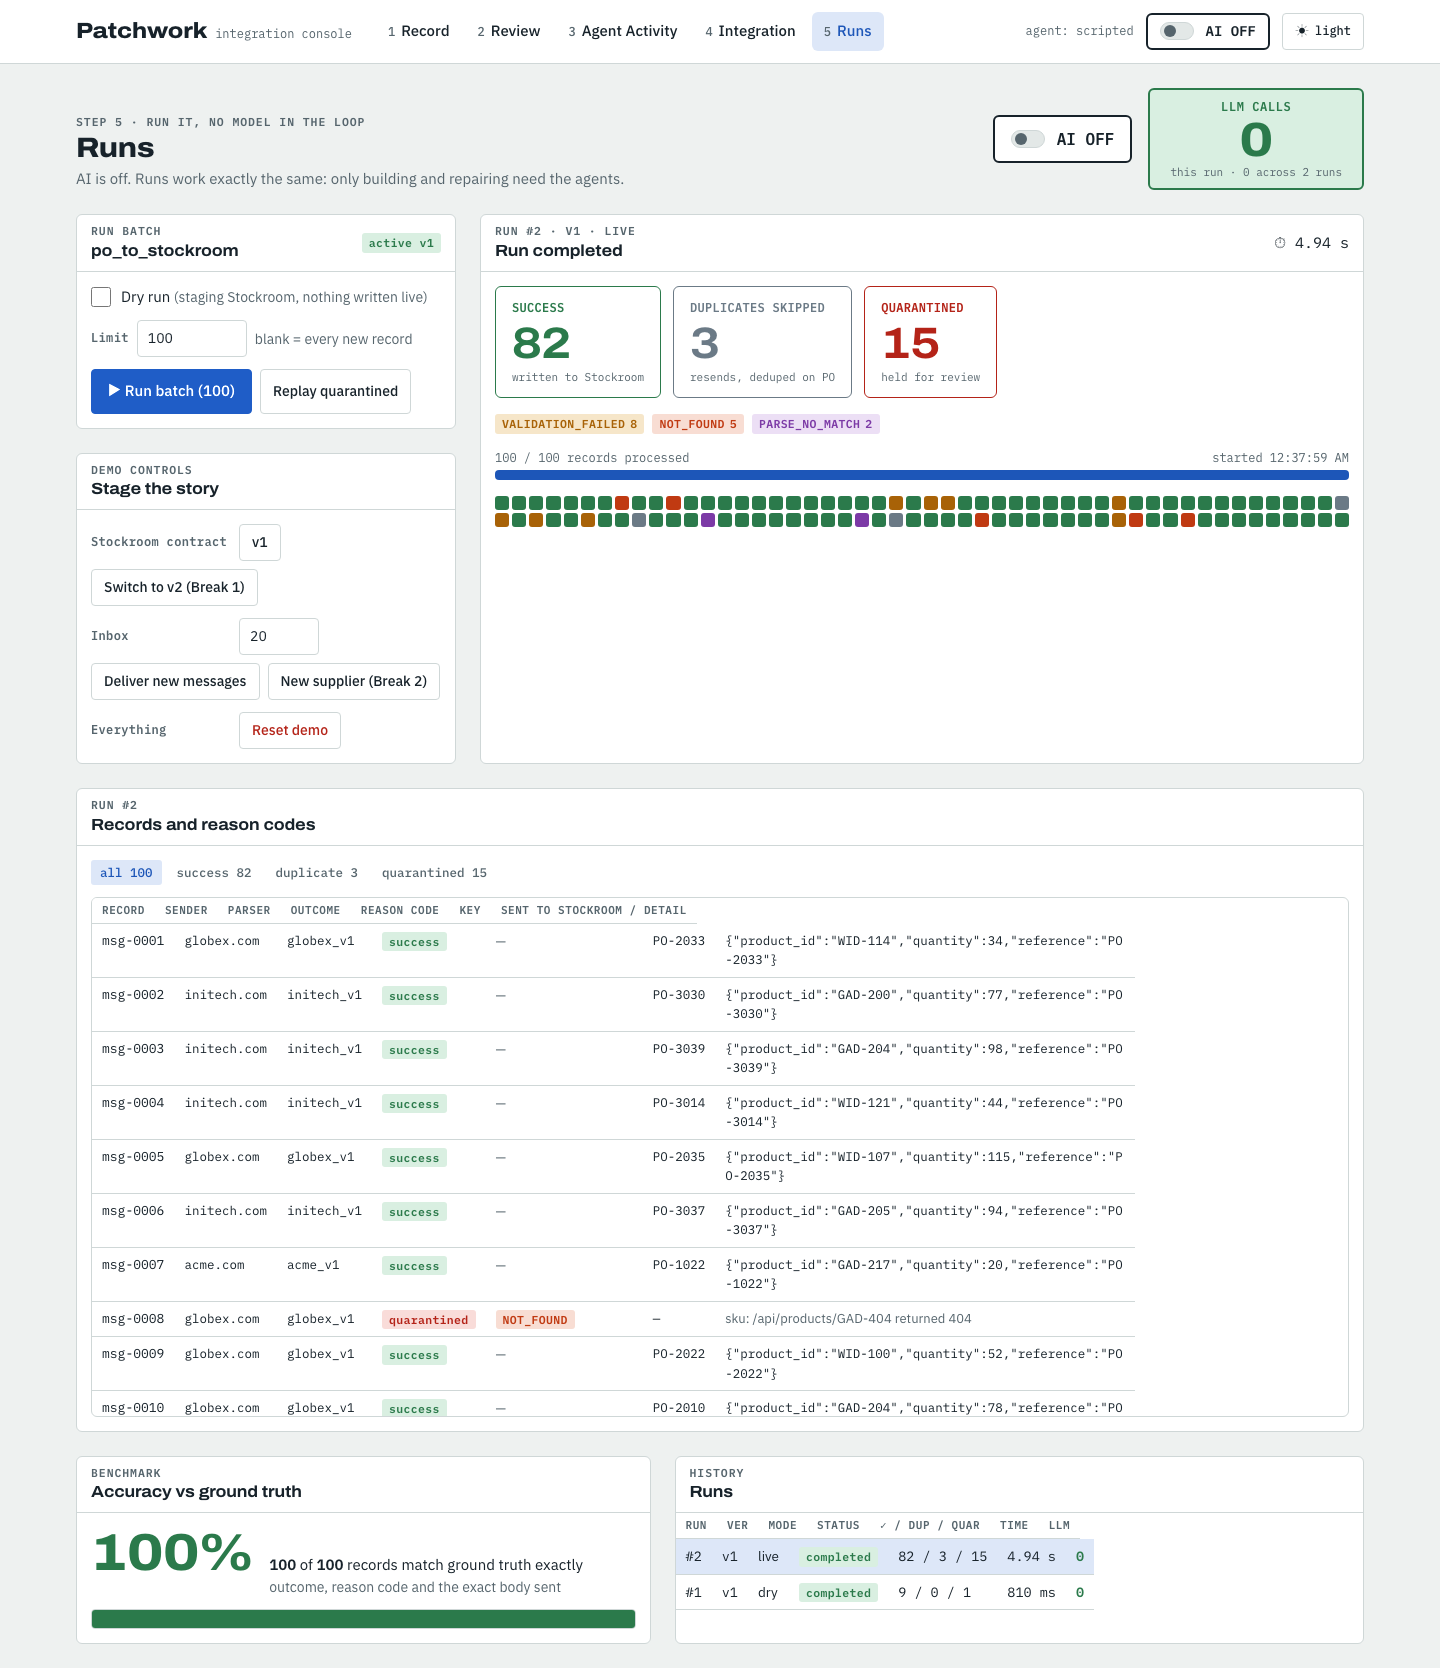 Patchwork integration console 1 Record 2 Review 3 Agent Activity 4 Integration 5 Runs agent: scripted AI OFF ☀ light
STEP 5 · RUN IT, NO MODEL IN THE LOOP
Runs
AI is off. Runs work exactly the same: only building and repairing need the agents.
AI OFF
LLM CALLS
0
this run · 0 across 2 runs
RUN BATCH
po_to_stockroom
active v1
Dry run (staging Stockroom, nothing written live)
Limit 100 blank = every new record
▶ Run batch (100) Replay quarantined
DEMO CONTROLS
Stage the story
Stockroom contract v1
Switch to v2 (Break 1)
Inbox 20
Deliver new messages New supplier (Break 2)
Everything Reset demo
RUN #2 · V1 · LIVE
Run completed
⏱ 4.94 s
SUCCESS
82
written to Stockroom
DUPLICATES SKIPPED
3
resends, deduped on PO
QUARANTINED
15
held for review
VALIDATION_FAILED 8 NOT_FOUND 5 PARSE_NO_MATCH 2
100 / 100 records processed started 12:37:59 AM
RUN #2
Records and reason codes
all 100 success 82 duplicate 3 quarantined 15
RECORD SENDER PARSER OUTCOME REASON CODE KEY SENT TO STOCKROOM / DETAIL
msg-0001 globex.com globex_v1 success — PO-2033 {"product_id":"WID-114","quantity":34,"reference":"PO
-2033"}
msg-0002 initech.com initech_v1 success — PO-3030 {"product_id":"GAD-200","quantity":77,"reference":"PO
-3030"}
msg-0003 initech.com initech_v1 success — PO-3039 {"product_id":"GAD-204","quantity":98,"reference":"PO
-3039"}
msg-0004 initech.com initech_v1 success — PO-3014 {"product_id":"WID-121","quantity":44,"reference":"PO
-3014"}
msg-0005 globex.com globex_v1 success — PO-2035 {"product_id":"WID-107","quantity":115,"reference":"P
O-2035"}
msg-0006 initech.com initech_v1 success — PO-3037 {"product_id":"GAD-205","quantity":94,"reference":"PO
-3037"}
msg-0007 acme.com acme_v1 success — PO-1022 {"product_id":"GAD-217","quantity":20,"reference":"PO
-1022"}
msg-0008 globex.com globex_v1 quarantined NOT_FOUND — sku: /api/products/GAD-404 returned 404
msg-0009 globex.com globex_v1 success — PO-2022 {"product_id":"WID-100","quantity":52,"reference":"PO
-2022"}
msg-0010 globex.com globex_v1 success — PO-2010 {"product_id":"GAD-204","quantity":78,"reference":"PO
BENCHMARK
Accuracy vs ground truth
100% 100 of 100 records match ground truth exactly
outcome, reason code and the exact body sent
HISTORY
Runs
RUN VER MODE STATUS ✓ / DUP / QUAR TIME LLM
#2 v1 live completed 82 / 3 / 15 4.94 s 0
#1 v1 dry completed 9 / 0 / 1 810 ms 0